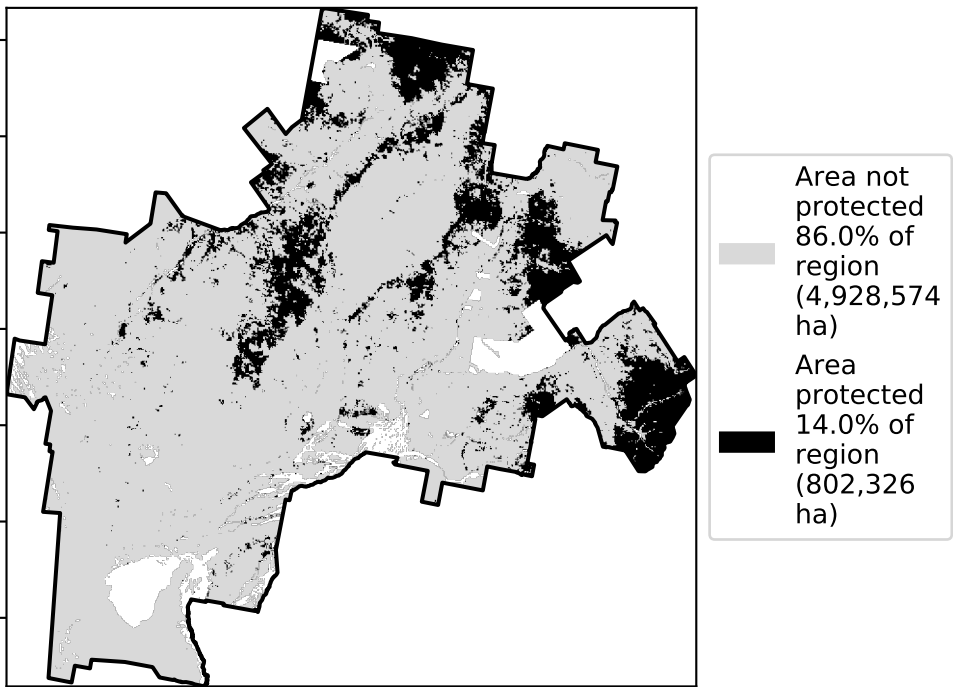 Area not
protected
86.0% of
region
(4,928,574
ha)
Area
protected
14.0% of
region
(802,326
ha)